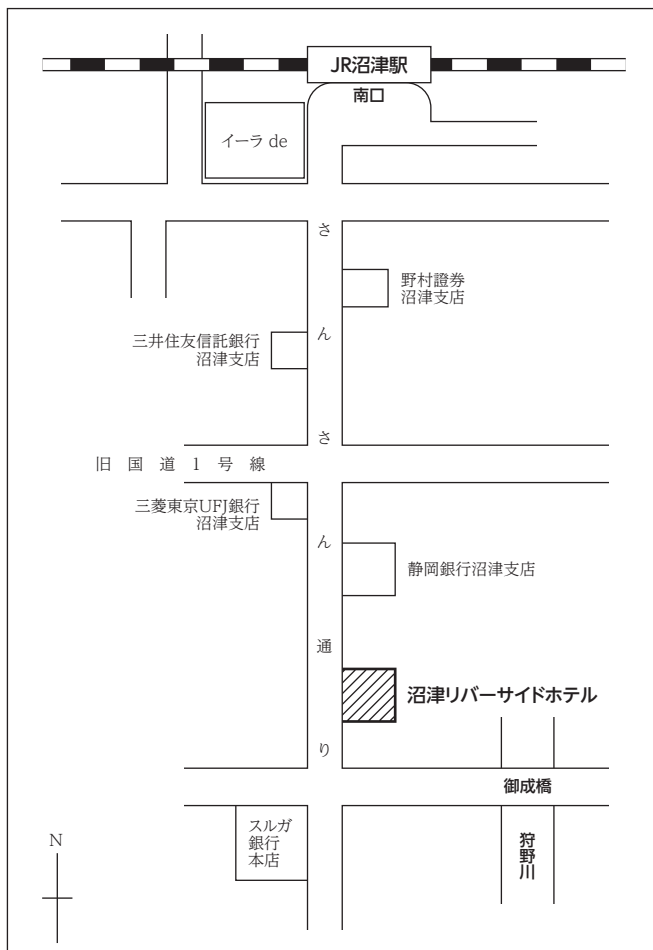 JR沼津駅
南口
イーラ de
さんさん通り
野村證券
沼津支店
三井住友信託銀行
沼津支店
旧国道1号線
三菱東京UFJ銀行
沼津支店
静岡銀行沼津支店
沼津リバーサイドホテル
御成橋
スルガ
銀行
本店
狩野川
N